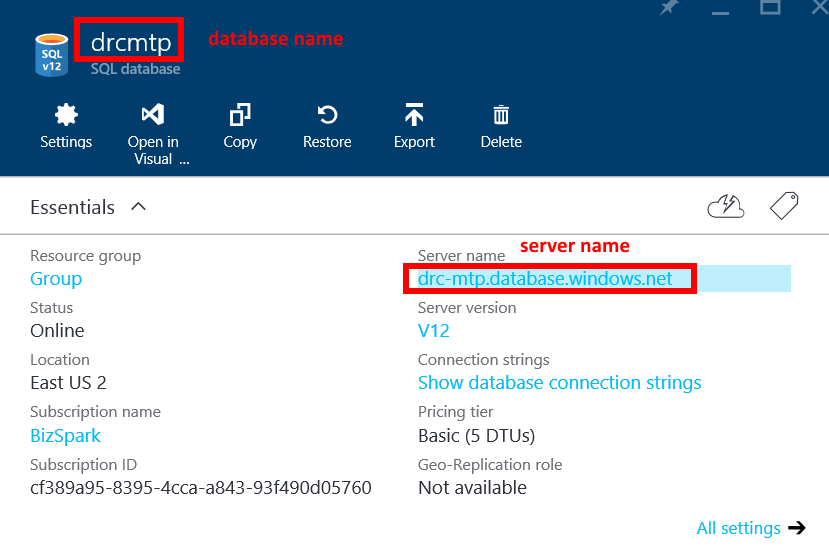 drcmtp
database name
SQL database
SQL
v12
Settings
Open in
Visual ...
Copy
Restore
Export
Delete
Essentials
Resource group
Group
Status
Online
Location
East US 2
Subscription name
BizSpark
Subscription ID
cf389a95-8395-4cca-a843-93f490d05760
server name
Server name
drc-mtp.database.windows.net
Server version
V12
Connection strings
Show database connection strings
Pricing tier
Basic (5 DTUs)
Geo-Replication role
Not available
All settings